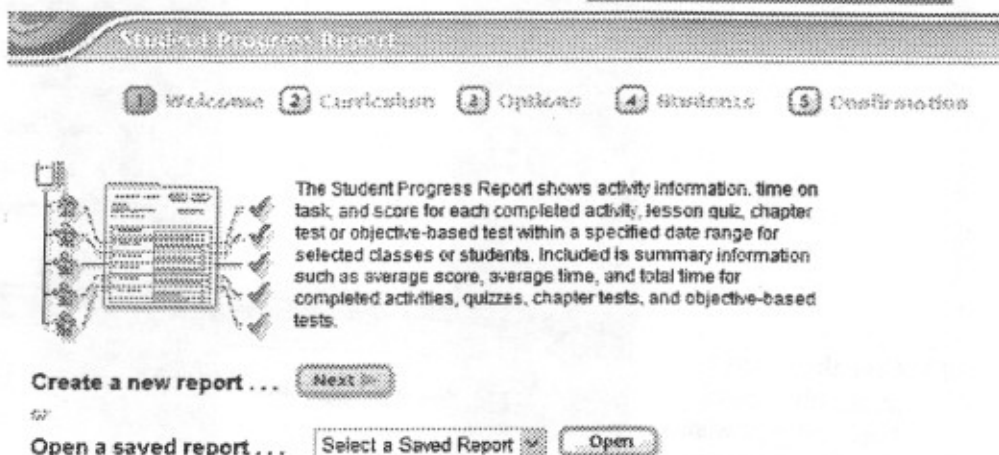 Student Progress Report
1 Welcome 2 Curriculum 3 Options 4 Students 5 Confirmation
The Student Progress Report shows activity information, time on
task, and score for each completed activity, lesson quiz, chapter
test or objective-based test within a specified date range for
selected classes or students. Included is summary information
such as average score, average time, and total time for
completed activities, quizzes, chapter tests, and objective-based
tests.
Create a new report . . . Next
or
Open a saved report . . . Select a Saved Report Open